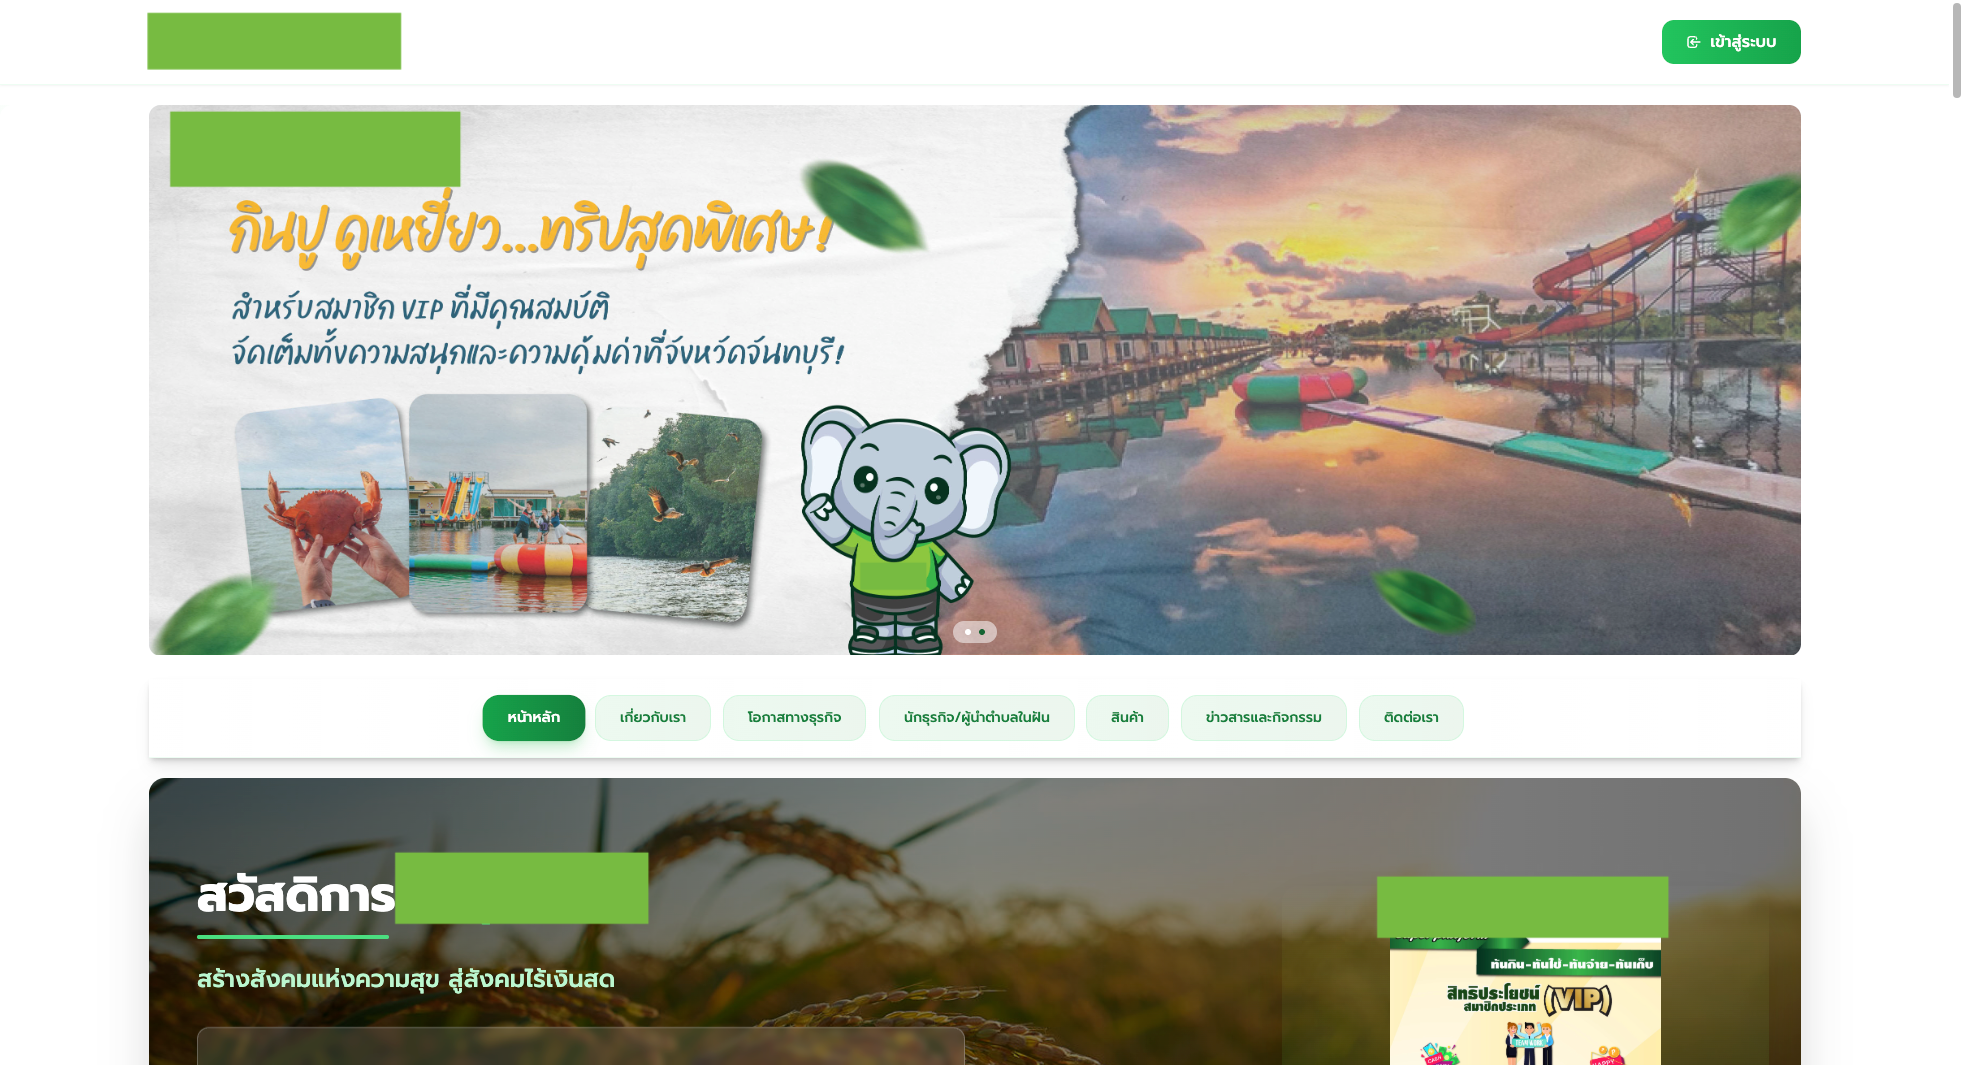 เข้าสู่ระบบ
กินปู ดูเหยี่ยว...ทริปสุดพิเศษ!
สำหรับสมาชิก VIP ที่มีคุณสมบัติ
จัดเต็มทั้งความสนุกและความคุ้มค่าที่จังหวัดจันทบุรี!
หน้าหลัก
เกี่ยวกับเรา
โอกาสทางธุรกิจ
นักธุรกิจ/ผู้นำตำบลในฝัน
สินค้า
ข่าวสารและกิจกรรม
ติดต่อเรา
สวัสดิการ
สร้างสังคมแห่งความสุข สู่สังคมไร้เงินสด
ทันกิน-ทันใช้-ทันจ่าย-ทันเก็บ
สิทธิประโยชน์
สมาชิกประเภท
(VIP)
TEAM WORK
CASH
HAPPY